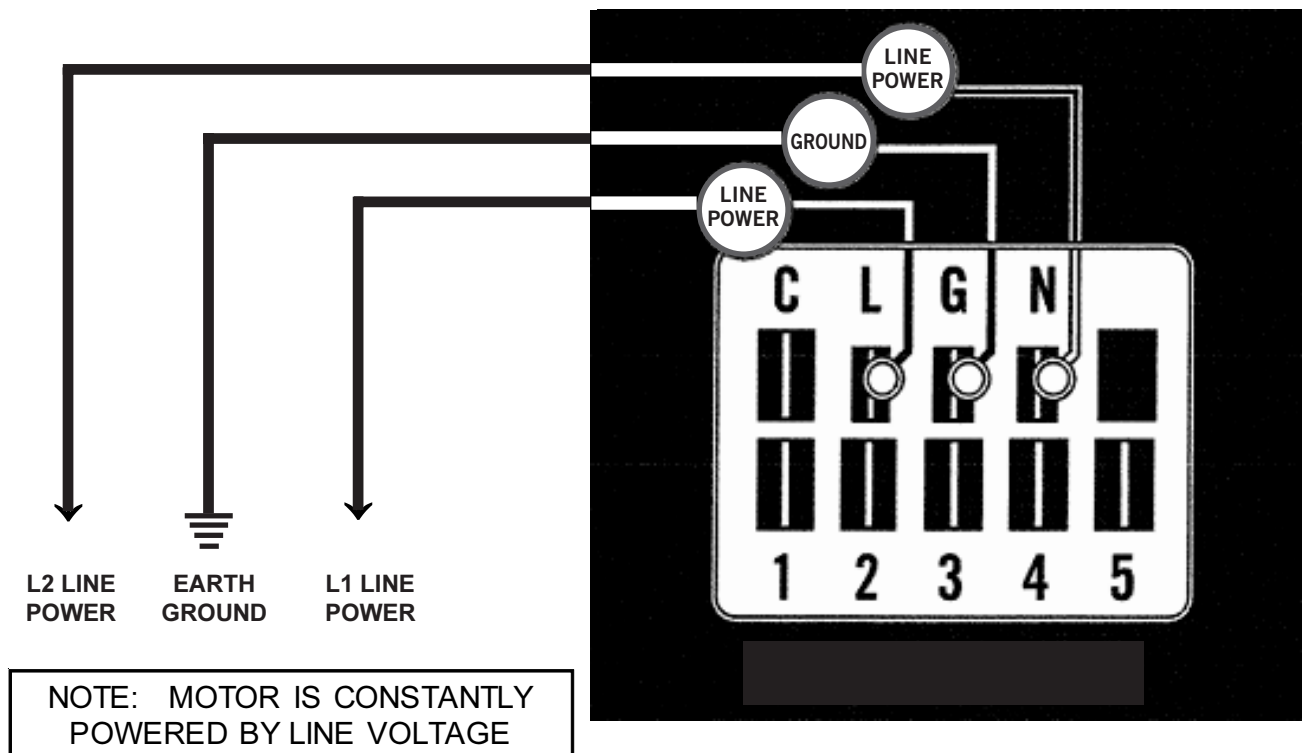 LINE
POWER
GROUND
LINE
POWER
C L G N
1 2 3 4 5
L2 LINE
POWER
EARTH
GROUND
L1 LINE
POWER
NOTE: MOTOR IS CONSTANTLY
POWERED BY LINE VOLTAGE